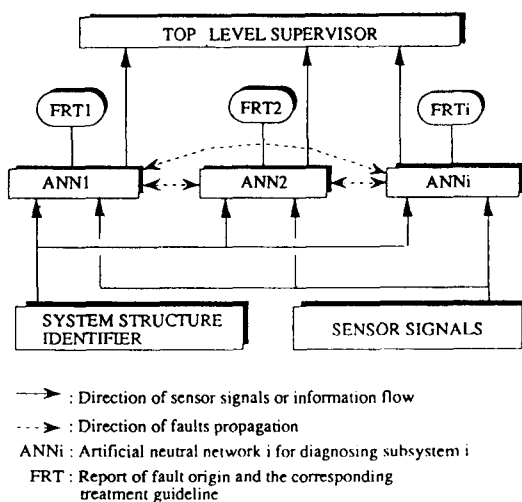 TOP LEVEL SUPERVISOR
FRT1
FRT2
FRTi
ANN1
ANN2
ANNi
SYSTEM STRUCTURE
IDENTIFIER
SENSOR SIGNALS
: Direction of sensor signals or information flow
: Direction of faults propagation
ANNi : Artificial neutral network i for diagnosing subsystem i
FRT : Report of fault origin and the corresponding
treatment guideline